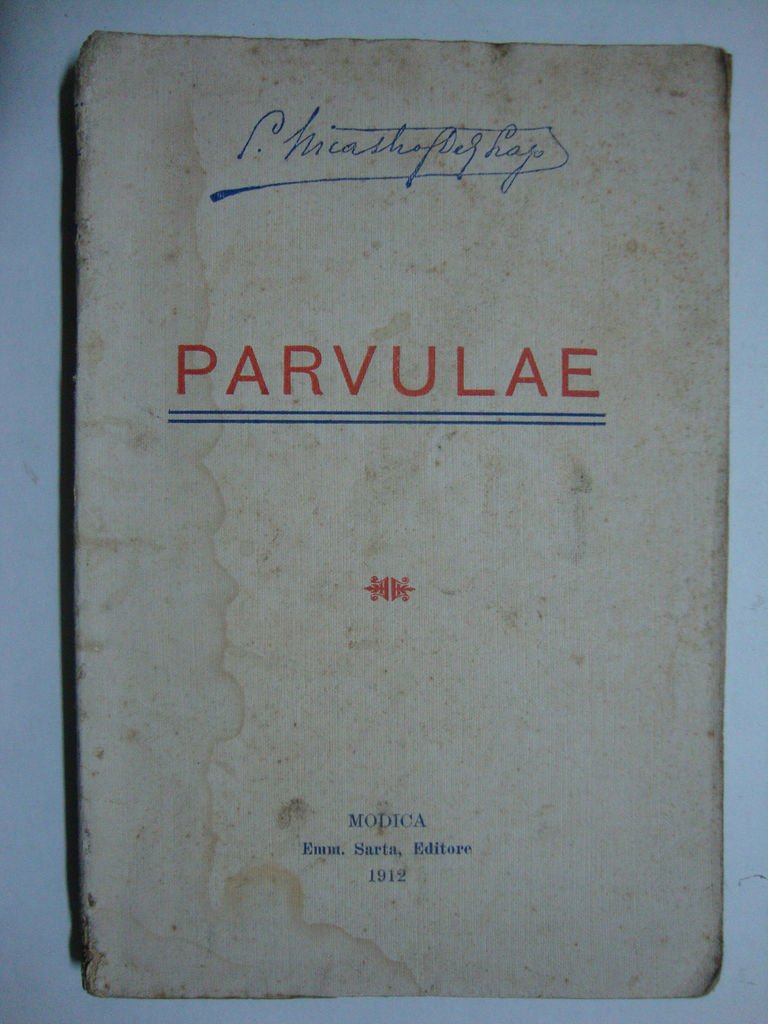 PARVULAE
MODICA
Emm. Sarta, Editore
1912